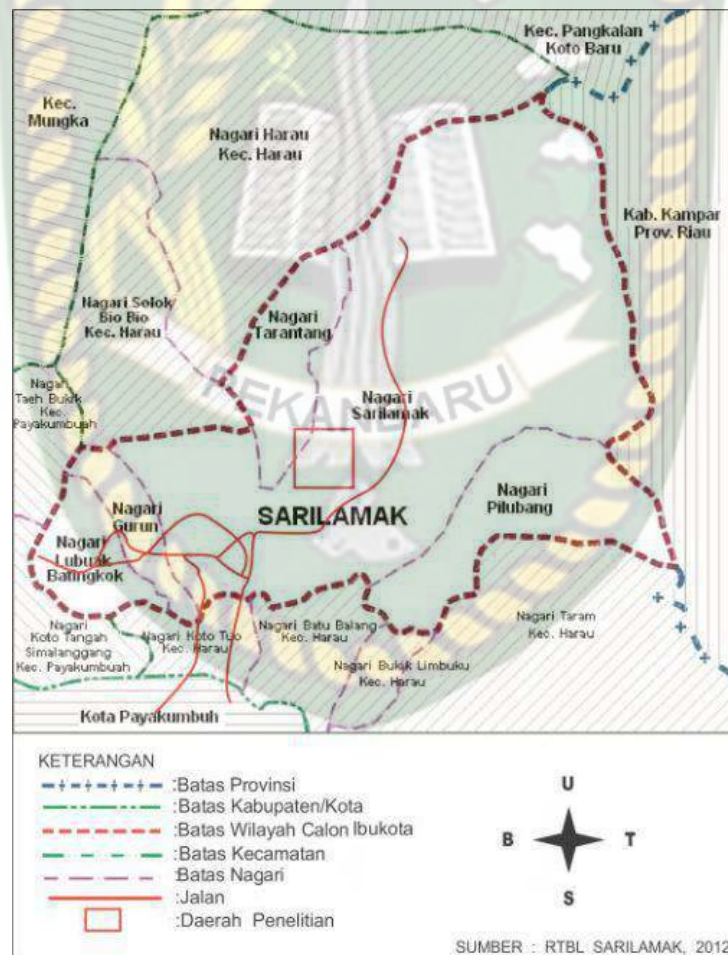 Kec. Pangkalan
Koto Baru
Kec.
Mungka
Nagari Harau
Kec. Harau
Kab. Kampar
Prov. Riau
Nagari Solok/
Bio Bio
Kec. Harau
Nagari
Tarantang
Nagari
Taeh Bukik
Kec.
Payakumbuah
PEKANBARU
Nagari
Sarilamak
Nagari
Pilubang
Nagari
Gurun
SARILAMAK
Nagari
Lubuak
Batingkok
Nagari
Koto Tangah
Simalanggang
Kec. Payakumbuah
Nagari Koto Tuo
Kec. Harau
Nagari Batu Balang
Kec. Harau
Nagari Taram
Kec. Harau
Nagari Bukik Limbuku
Kec. Harau
Kota Payakumbuh
KETERANGAN
:Batas Provinsi
:Batas Kabupaten/Kota
:Batas Wilayah Calon Ibukota
:Batas Kecamatan
:Batas Nagari
:Jalan
:Daerah Penelitian
U
B T
S
SUMBER : RTBL SARILAMAK, 2012